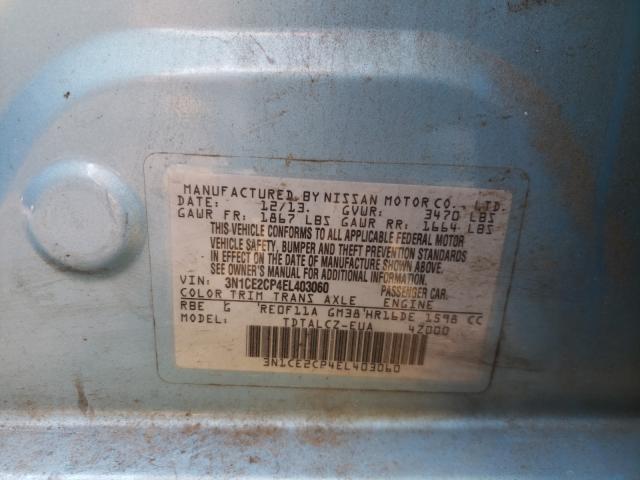 MANUFACTURED BY NISSAN MOTOR CO., LTD.
DATE: 12/13. GVWR: 3470 LBS
GAWR FR: 1867 LBS GAWR RR: 1664 LBS
THIS VEHICLE CONFORMS TO ALL APPLICABLE FEDERAL MOTOR
VEHICLE SAFETY, BUMPER AND THEFT PREVENTION STANDARDS
IN EFFECT ON THE DATE OF MANUFACTURE SHOWN ABOVE.
SEE OWNER'S MANUAL FOR ADDITIONAL INFORMATION.
VIN: 3N1CE2CP4EL403060 PASSENGER CAR.
COLOR TRIM TRANS AXLE ENGINE
RBE G RE0F11A GM38 HR16DE 1598 CC
MODEL: TDTALCZ-EUA 42000
3N1CE2CP4EL403060